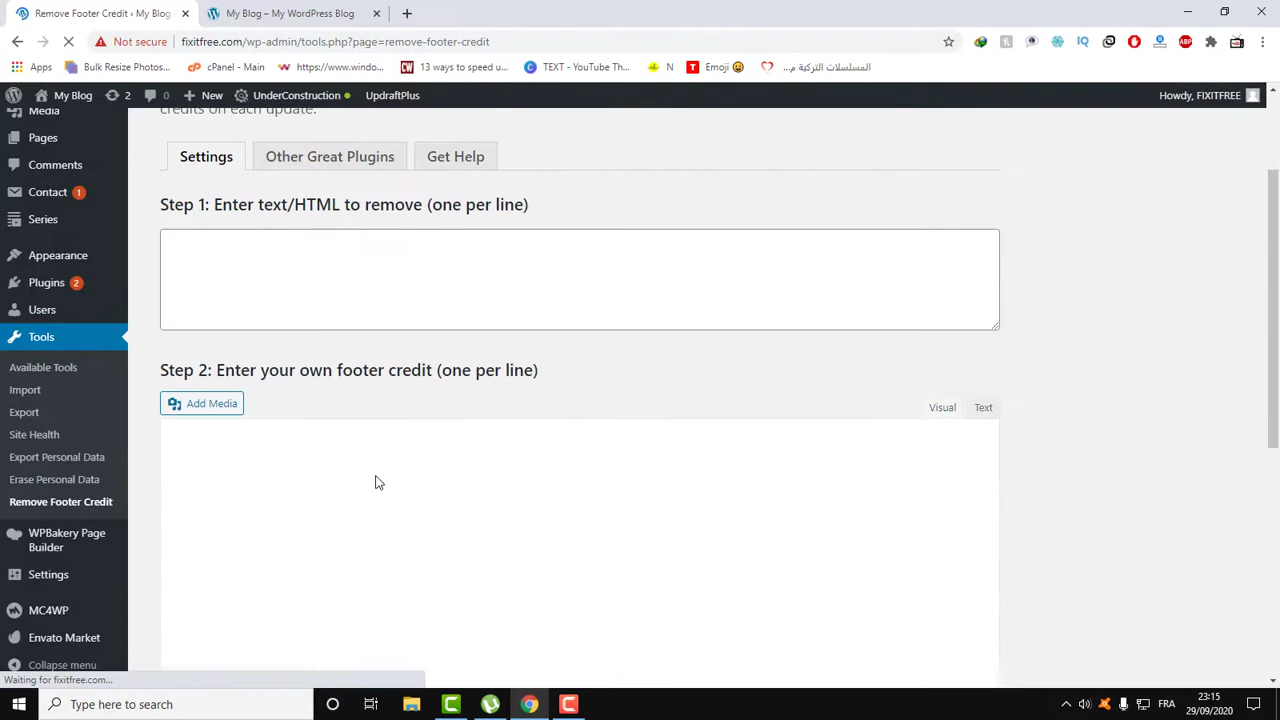 Remove Footer Credit ‹ My Blog
My Blog – My WordPress Blog
Not secure fixitfree.com/wp-admin/tools.php?page=remove-footer-credit
Apps Bulk Resize Photos... cPanel - Main https://www.windo... 13 ways to speed u... TEXT - YouTube Th... N Emoji 😀 المسلسلات التركية م...
My Blog 2 0 New UnderConstruction UpdraftPlus Howdy, FIXITFREE
credits on each update.
Media
Pages
Comments
Contact 1
Series
Appearance
Plugins 2
Users
Tools
Available Tools
Import
Export
Site Health
Export Personal Data
Erase Personal Data
Remove Footer Credit
WPBakery Page
Builder
Settings
MC4WP
Envato Market
Collapse menu
Settings Other Great Plugins Get Help
Step 1: Enter text/HTML to remove (one per line)
Step 2: Enter your own footer credit (one per line)
Add Media
Visual Text
Waiting for fixitfree.com...
Type here to search
FRA
23:15
29/09/2020